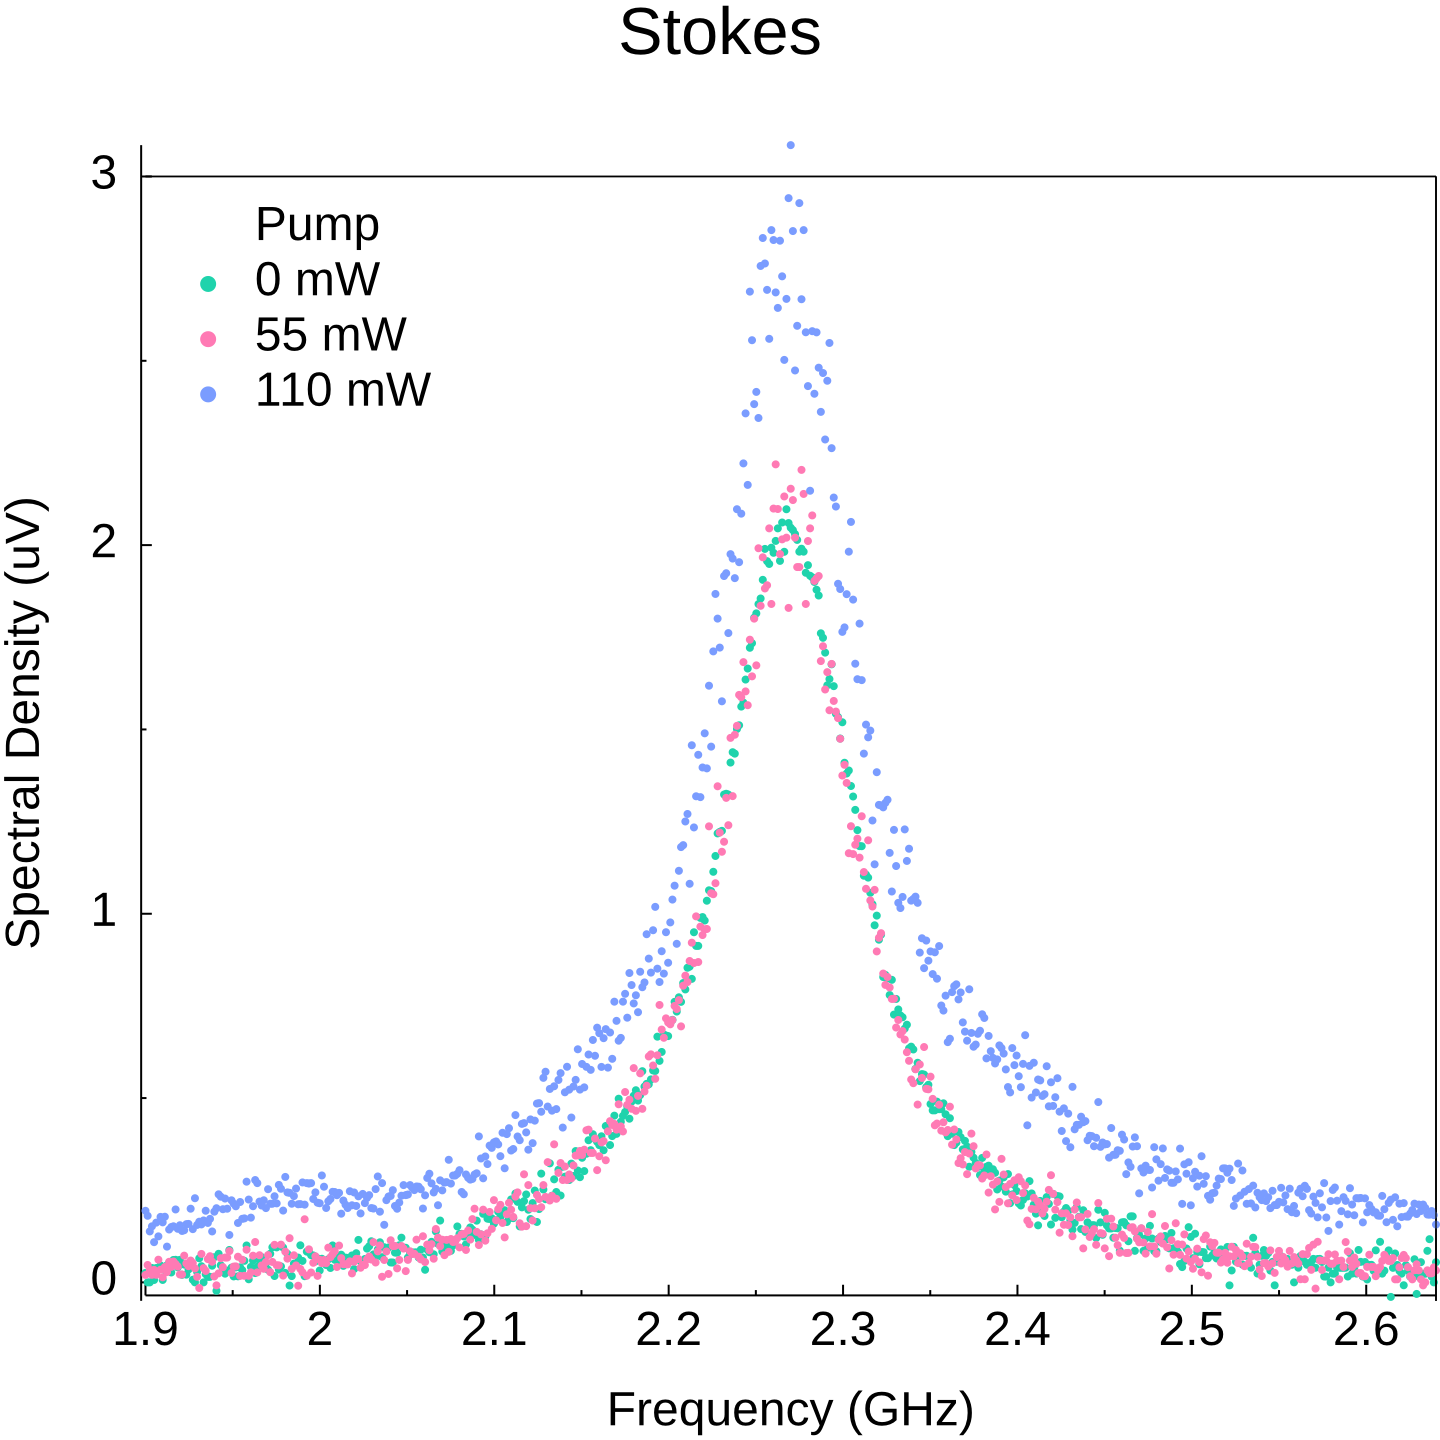 Stokes
3
Pump
0 mW
55 mW
110 mW
2
1
0
Spectral Density (uV)
1.9 2 2.1 2.2 2.3 2.4 2.5 2.6
Frequency (GHz)